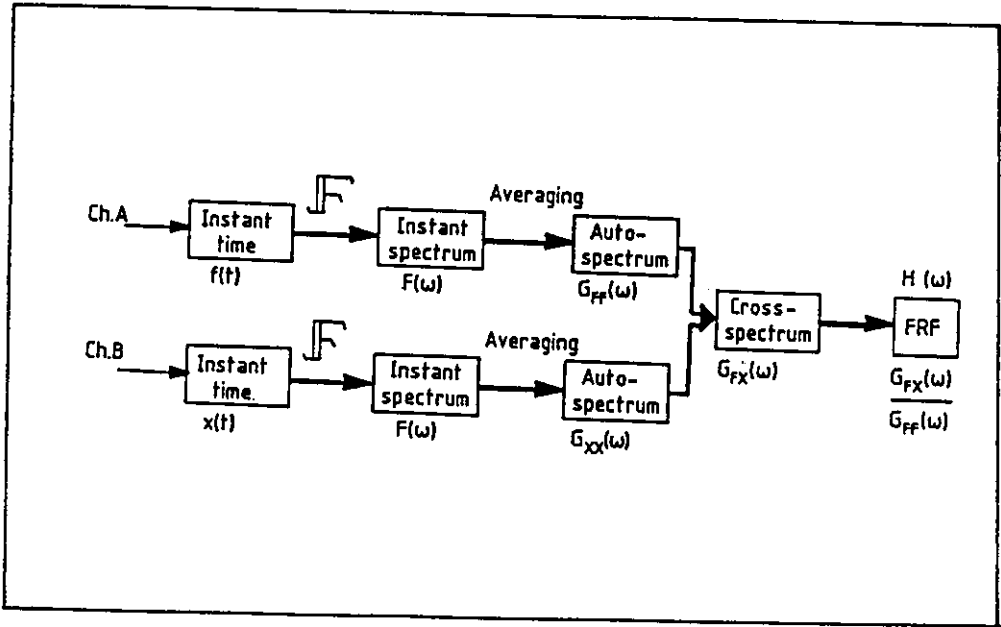 Averaging
Ch.A
Instant
time
f(t)
F
Instant
spectrum
F(ω)
Auto-
spectrum
G_FF(ω)
Averaging
Ch.B
Instant
time.
x(t)
F
Instant
spectrum
F(ω)
Auto-
spectrum
G_XX(ω)
Cross-
spectrum
G_FX(ω)
H (ω)
FRF
G_FX(ω)
G_FF(ω)